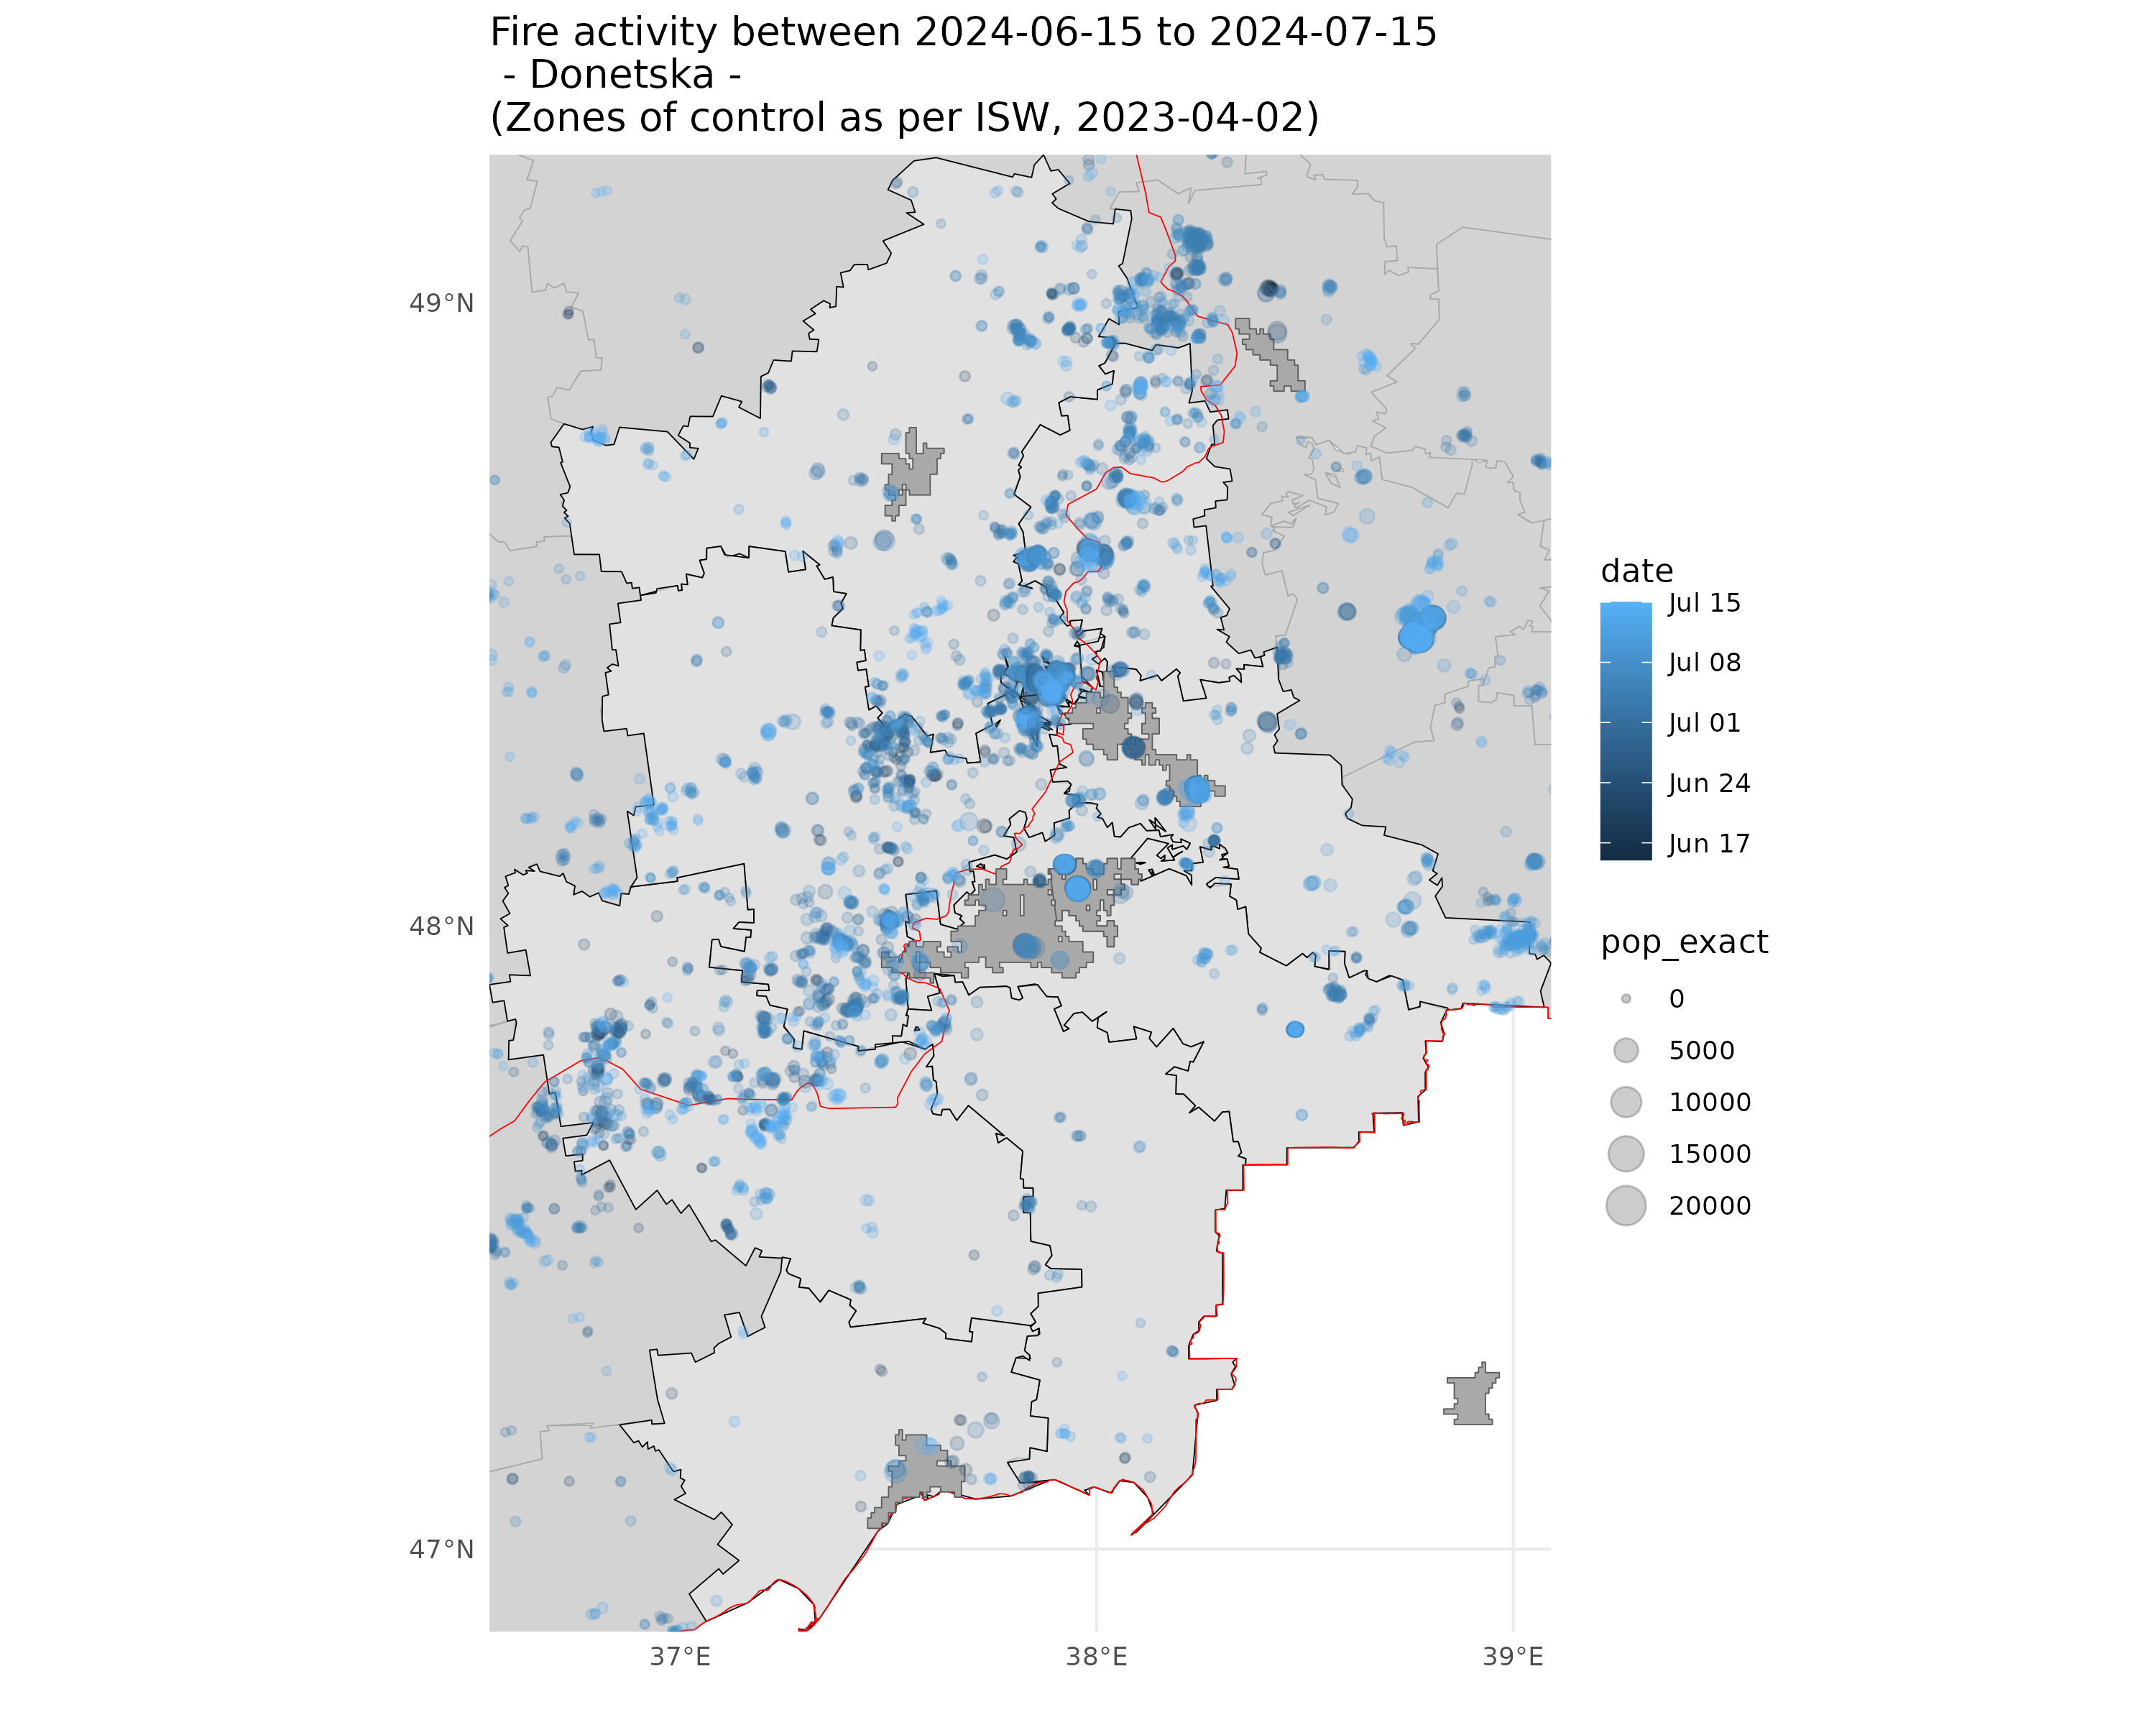 Fire activity between 2024-06-15 to 2024-07-15
- Donetska -
(Zones of control as per ISW, 2023-04-02)
49°N
48°N
47°N
37°E
38°E
39°E
date
Jul 15
Jul 08
Jul 01
Jun 24
Jun 17
pop_exact
0
5000
10000
15000
20000